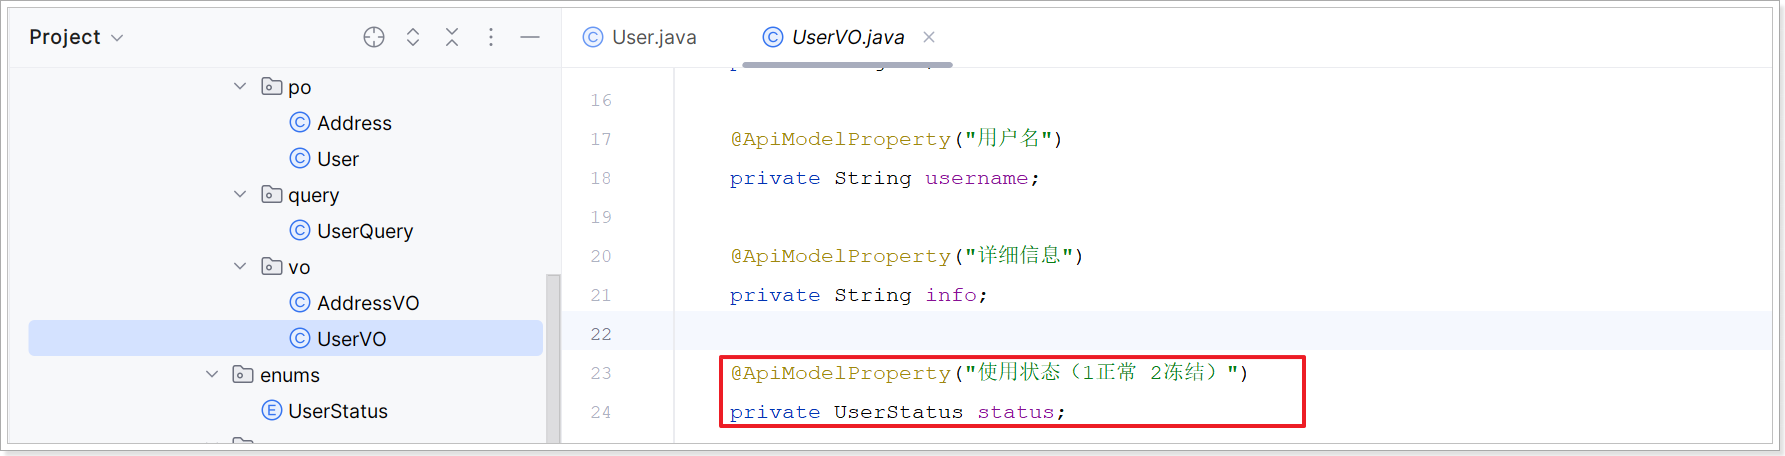 Project
po
Address
User
query
UserQuery
vo
AddressVO
UserVO
enums
UserStatus
User.java
UserVO.java
16
17 @ApiModelProperty("用户名")
18 private String username;
19
20 @ApiModelProperty("详细信息")
21 private String info;
22
23 @ApiModelProperty("使用状态（1正常 2冻结）")
24 private UserStatus status;